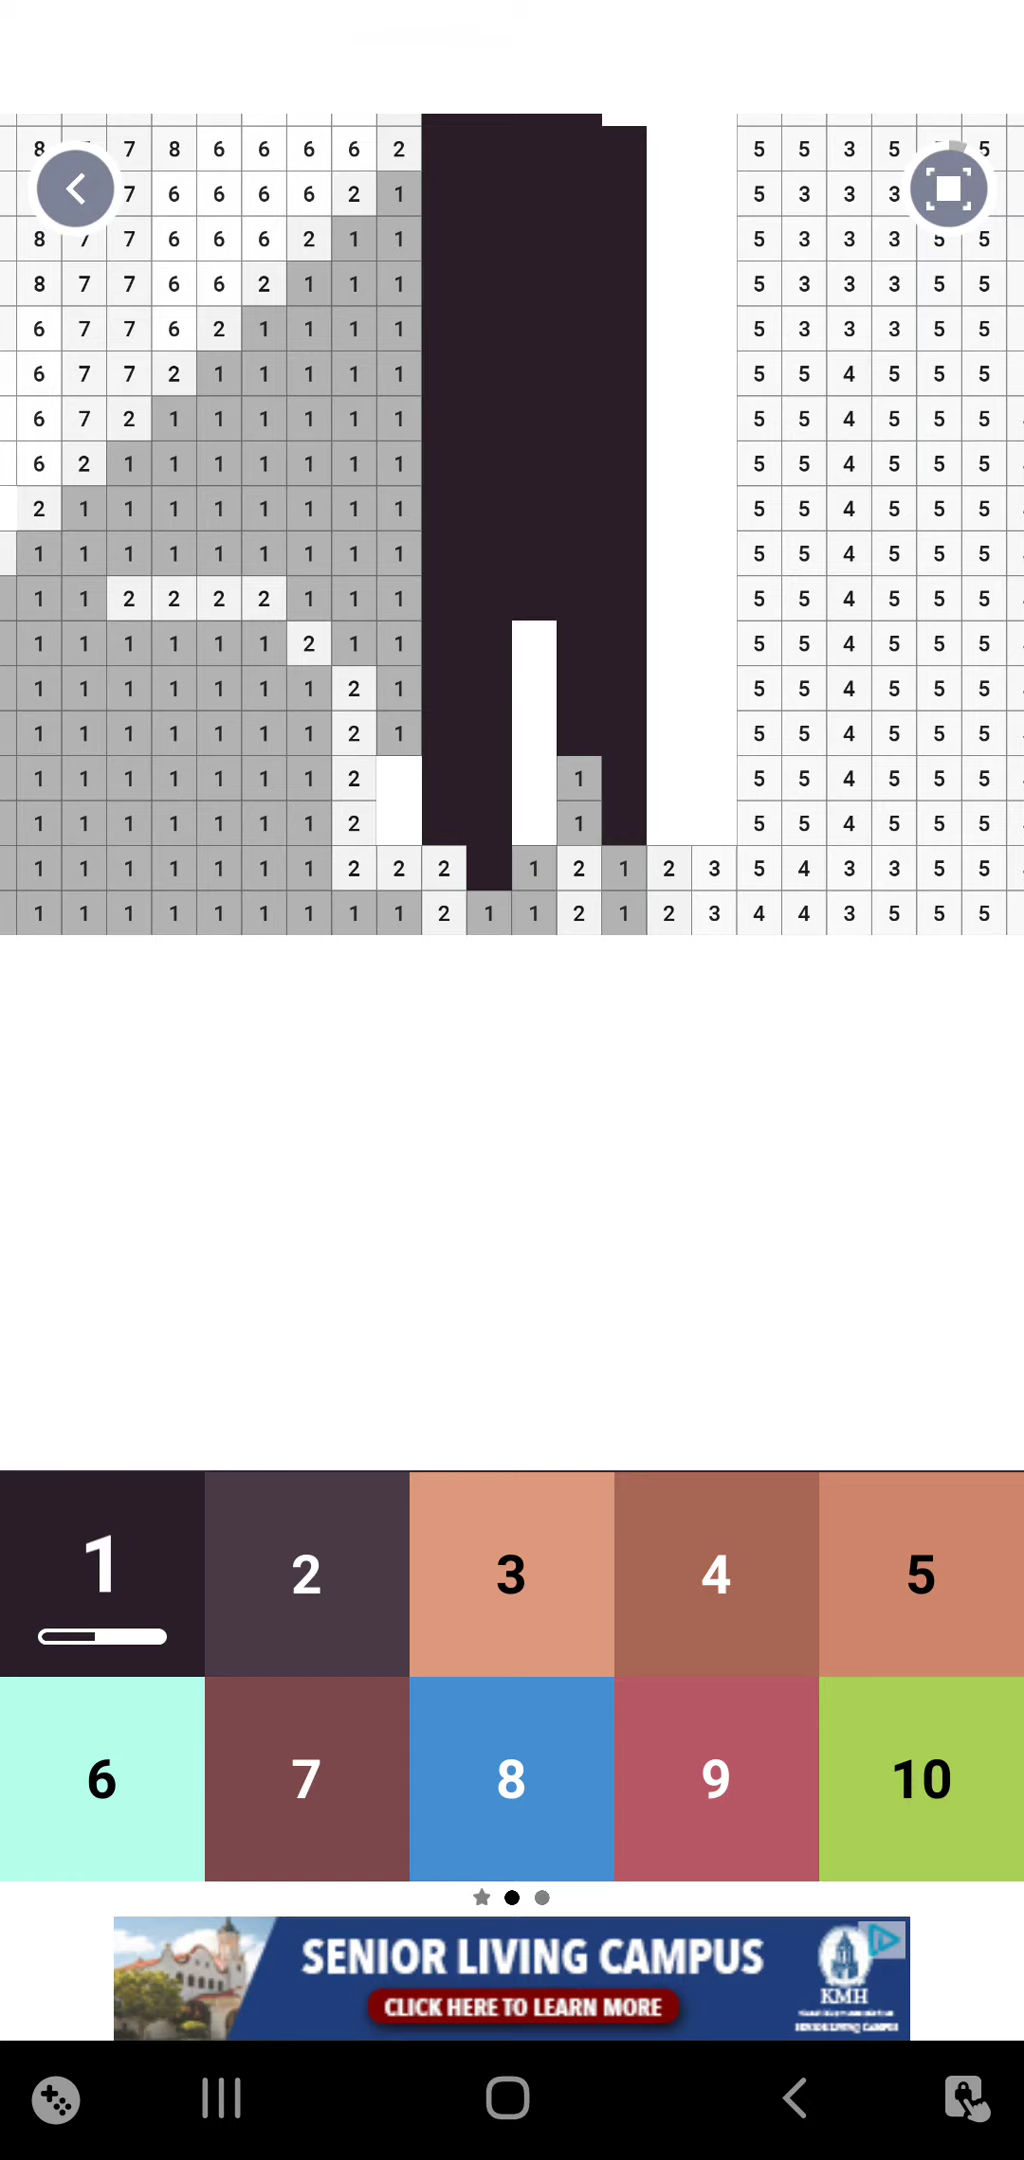 8 7 8 6 6 6 6 2 5 5 3 5 5
7 6 6 6 6 2 1 5 3 3 3
8 7 7 6 6 6 2 1 1 5 3 3 3 5 5
8 7 7 6 6 2 1 1 1 5 3 3 3 5 5
6 7 7 6 2 1 1 1 1 5 3 3 3 5 5
6 7 7 2 1 1 1 1 1 5 5 4 5 5 5
6 7 2 1 1 1 1 1 1 5 5 4 5 5 5
6 2 1 1 1 1 1 1 1 5 5 4 5 5 5
2 1 1 1 1 1 1 1 1 5 5 4 5 5 5
1 1 1 1 1 1 1 1 1 5 5 4 5 5 5
1 1 2 2 2 2 1 1 1 5 5 4 5 5 5
1 1 1 1 1 1 2 1 1 5 5 4 5 5 5
1 1 1 1 1 1 1 2 1 5 5 4 5 5 5
1 1 1 1 1 1 1 2 1 5 5 4 5 5 5
1 1 1 1 1 1 1 2 1 5 5 4 5 5 5
1 1 1 1 1 1 1 2 1 5 5 4 5 5 5
1 1 1 1 1 1 1 2 2 2 1 2 1 2 3 5 4 3 3 5 5
1 1 1 1 1 1 1 1 1 2 1 1 2 1 2 3 4 4 3 5 5 5
1 2 3 4 5
6 7 8 9 10
SENIOR LIVING CAMPUS
CLICK HERE TO LEARN MORE
KMH